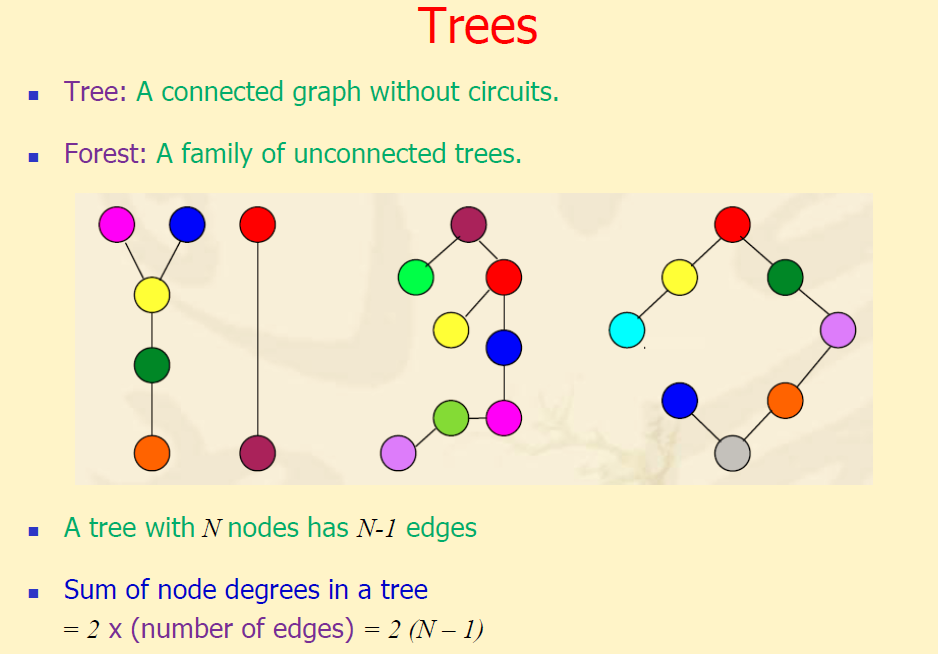 Trees
▪ Tree: A connected graph without circuits.
▪ Forest: A family of unconnected trees.
▪ A tree with N nodes has N-1 edges
▪ Sum of node degrees in a tree
= 2 x (number of edges) = 2 (N – 1)